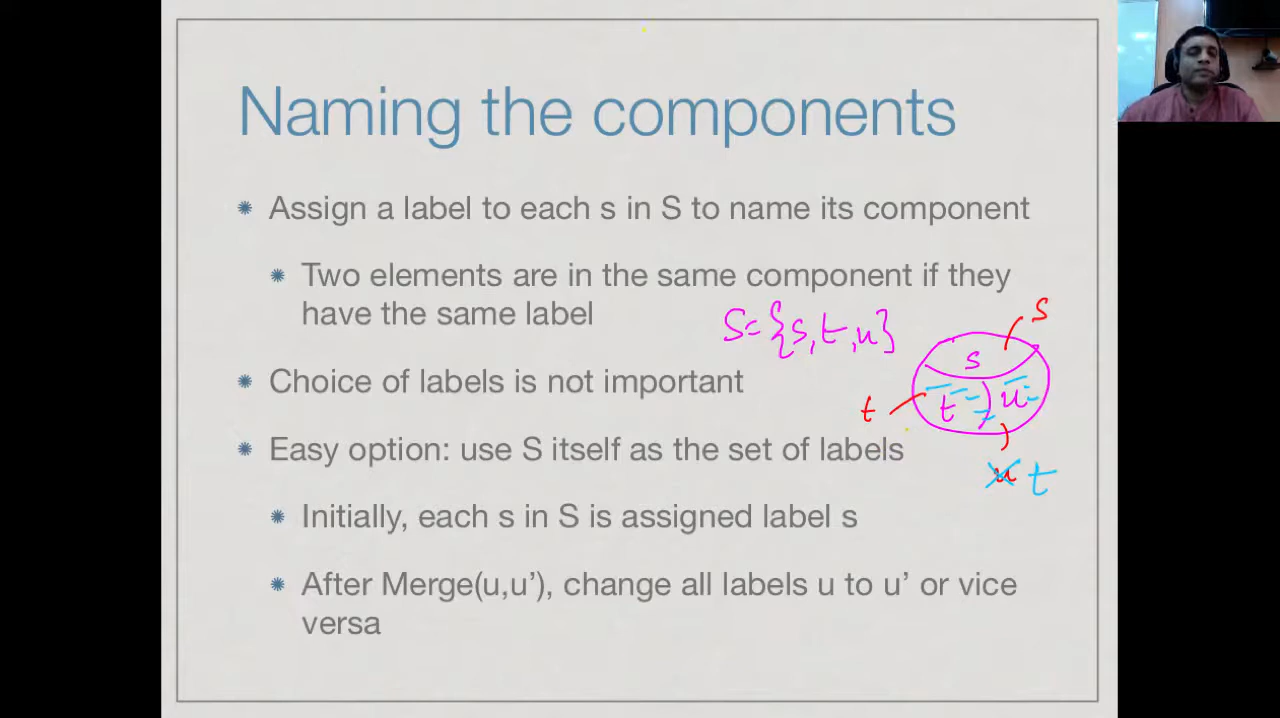 Naming the components
Assign a label to each s in S to name its component
Two elements are in the same component if they
have the same label
S = {s, t, u}
s
s
Choice of labels is not important
t
t
u
Easy option: use S itself as the set of labels
u t
Initially, each s in S is assigned label s
After Merge(u,u’), change all labels u to u’ or vice
versa